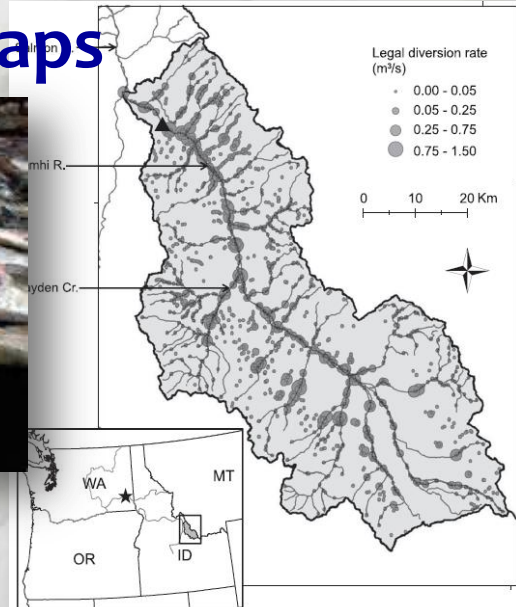 aps
Legal diversion rate
(m³/s)
0.00 - 0.05
0.05 - 0.25
0.25 - 0.75
0.75 - 1.50
0 10 20 Km
mhi R.
ayden Cr.
WA
MT
OR
ID